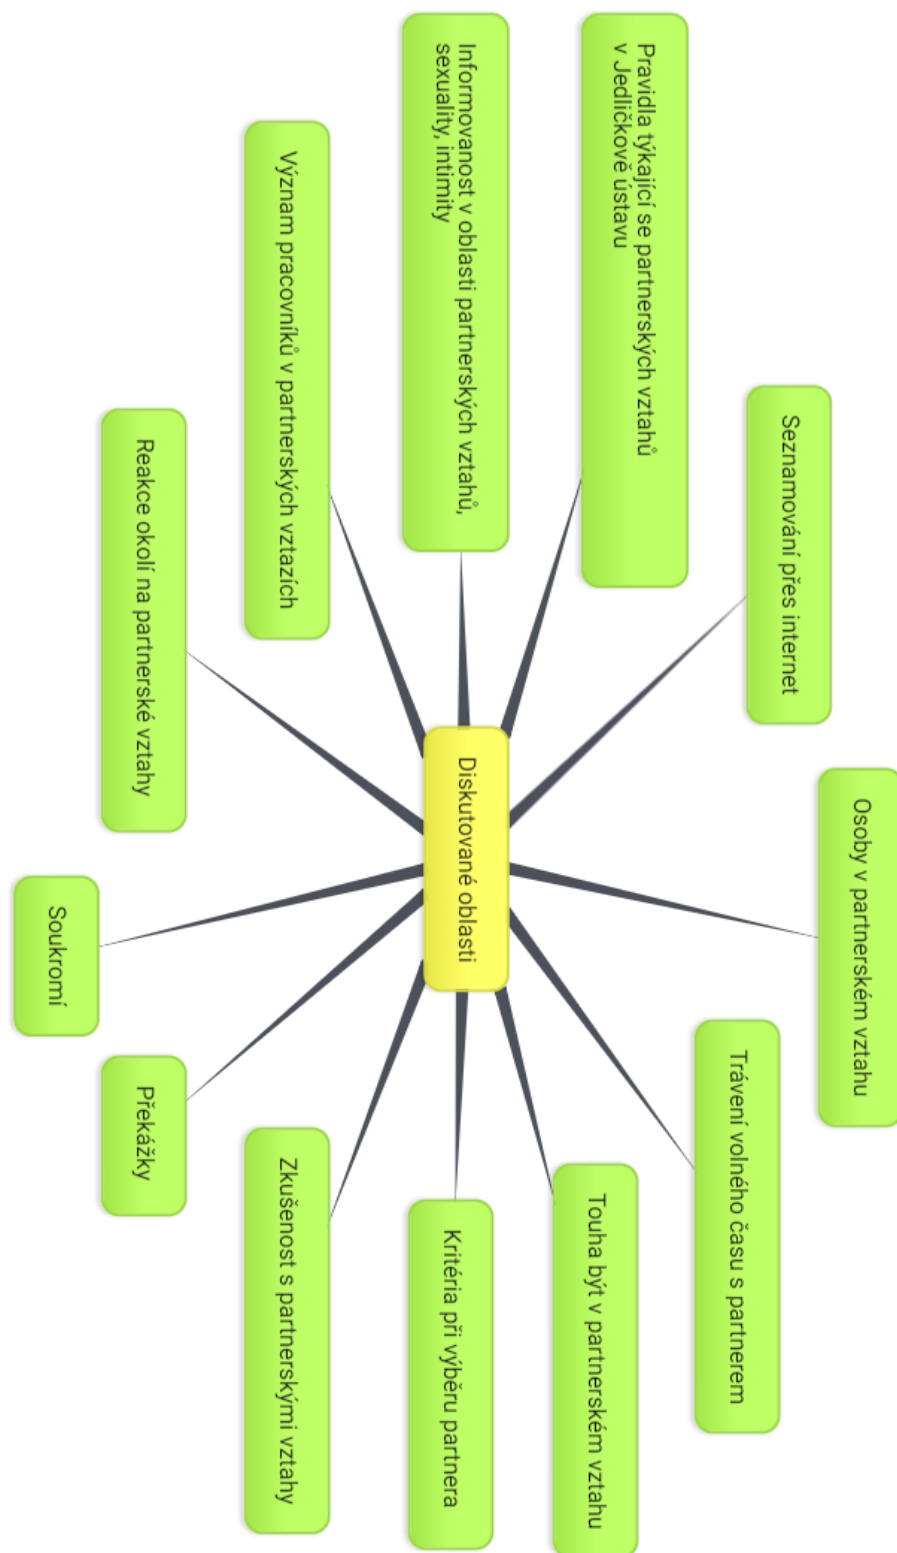 Osoby v partnerském vztahu
Seznamování přes internet
Trávení volného času s partnerem
Pravidla týkající se partnerských vztahů
v Jedličkově ústavu
Touha být v partnerském vztahu
Informovanost v oblasti partnerských vztahů,
sexuality, intimity
Diskutované oblasti
Kritéria při výběru partnera
Význam pracovníků v partnerských vztazích
Zkušenost s partnerskými vztahy
Reakce okolí na partnerské vztahy
Překážky
Soukromí